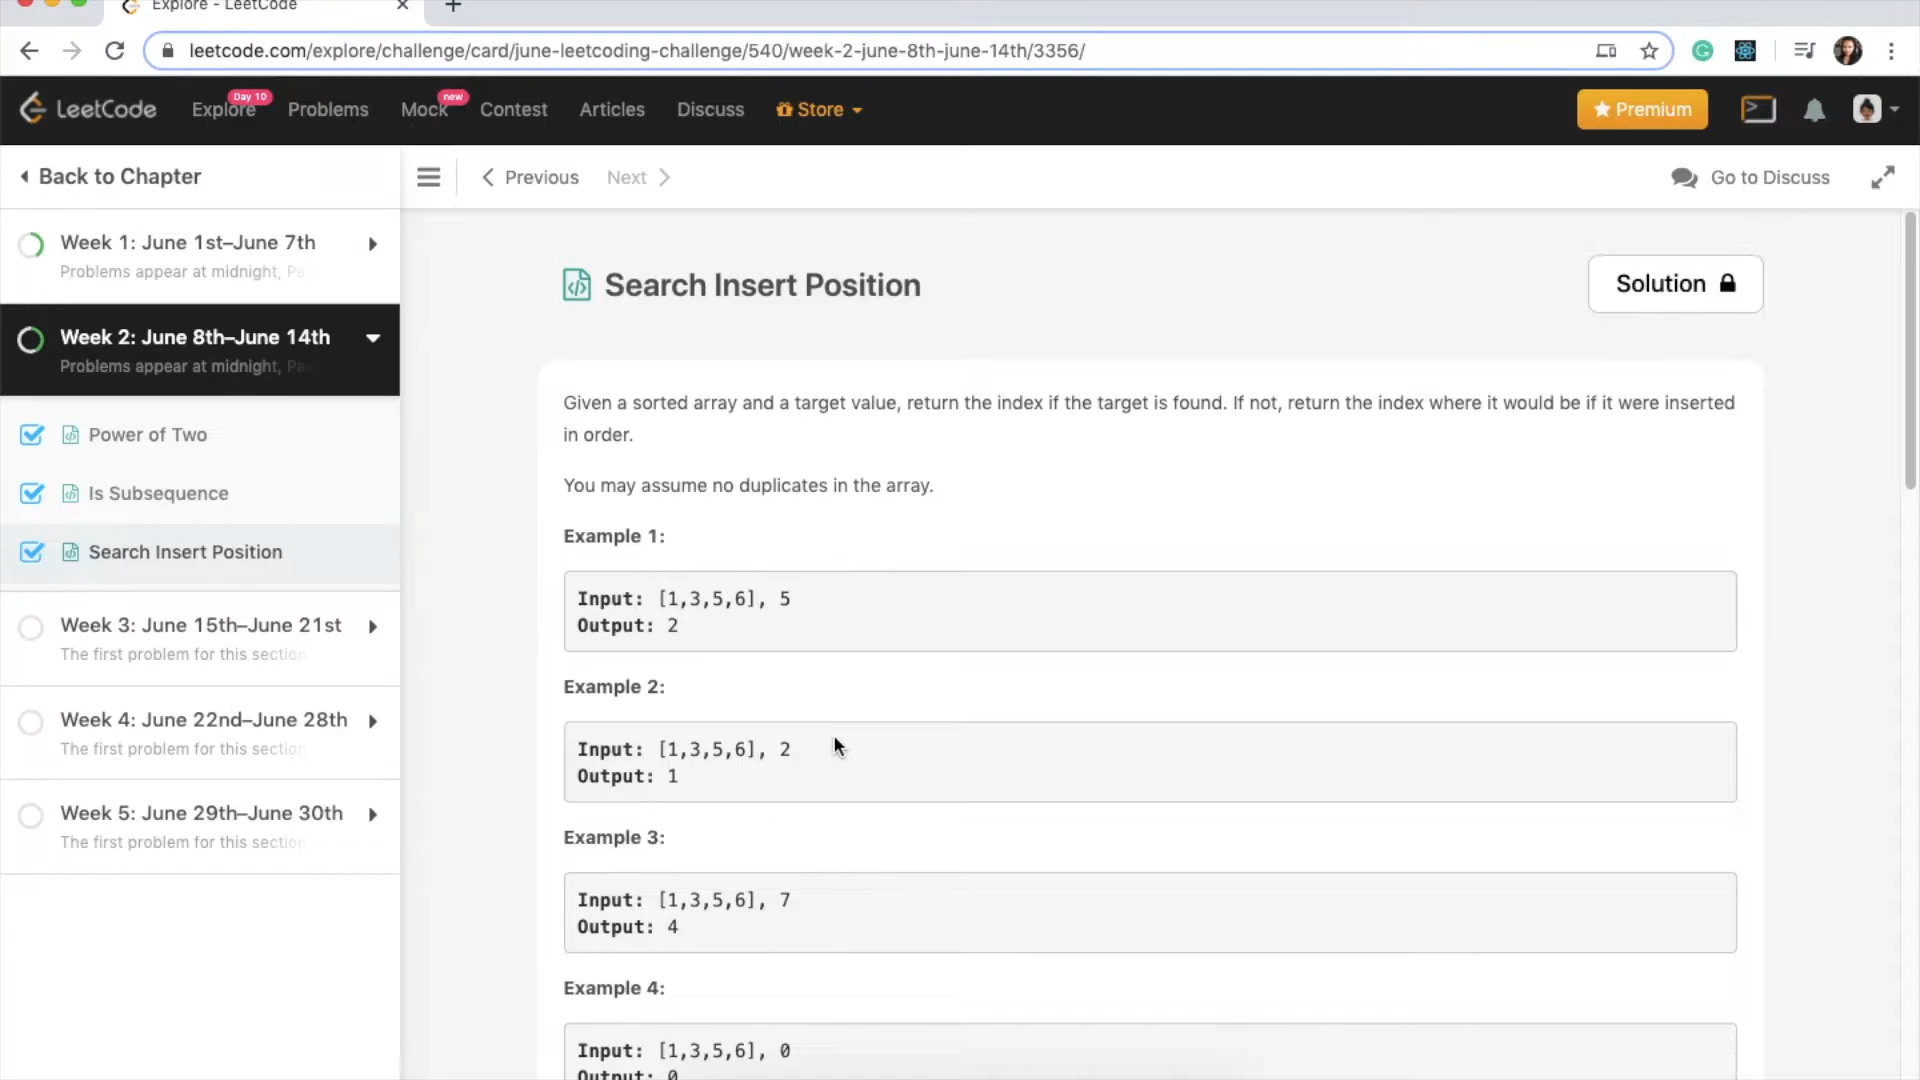 Explore - LeetCode
leetcode.com/explore/challenge/card/june-leetcoding-challenge/540/week-2-june-8th-june-14th/3356/
LeetCode
Explore
Day 10
Problems
Mock
new
Contest
Articles
Discuss
Store
Premium
Back to Chapter
Previous
Next
Go to Discuss
Week 1: June 1st–June 7th
Problems appear at midnight, Pa
Week 2: June 8th–June 14th
Problems appear at midnight, Pa
Power of Two
Is Subsequence
Search Insert Position
Week 3: June 15th–June 21st
The first problem for this section
Week 4: June 22nd–June 28th
The first problem for this section
Week 5: June 29th–June 30th
The first problem for this section
Search Insert Position
Solution
Given a sorted array and a target value, return the index if the target is found. If not, return the index where it would be if it were inserted
in order.
You may assume no duplicates in the array.
Example 1:
Input: [1,3,5,6], 5
Output: 2
Example 2:
Input: [1,3,5,6], 2
Output: 1
Example 3:
Input: [1,3,5,6], 7
Output: 4
Example 4:
Input: [1,3,5,6], 0
Output: 0